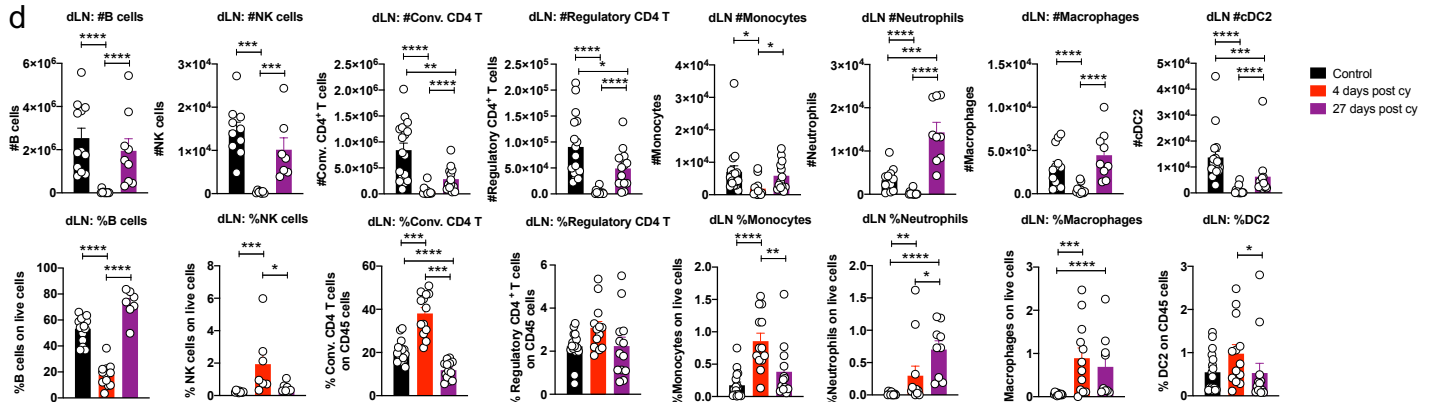 d
dLN: #B cells
dLN: #NK cells
dLN: #Conv. CD4 T
dLN: #Regulatory CD4 T
dLN #Monocytes
dLN: #Neutrophils
dLN: #Macrophages
dLN #cDC2
#B cells
6×10⁶
4×10⁶
2×10⁶
0
****
****
#NK cells
3×10⁴
2×10⁴
1×10⁴
0
***
***
#Conv. CD4⁺ T cells
2.5×10⁶
2.0×10⁶
1.5×10⁶
1.0×10⁶
5.0×10⁵
0.0
****
**
****
#Regulatory CD4⁺ T cells
2.5×10⁵
2.0×10⁵
1.5×10⁵
1.0×10⁵
5.0×10⁴
0.0
****
*
****
#Monocytes
4×10⁴
3×10⁴
2×10⁴
1×10⁴
0
*
*
#Neutrophils
4×10⁴
3×10⁴
2×10⁴
1×10⁴
0
****
***
****
#Macrophages
1.5×10⁴
1.0×10⁴
5.0×10³
0.0
****
****
#cDC2
5×10⁴
4×10⁴
3×10⁴
2×10⁴
1×10⁴
0
****
***
****
Control
4 days post cy
27 days post cy
dLN: %B cells
dLN: %NK cells
dLN: %Conv. CD4 T
dLN: %Regulatory CD4 T
dLN %Monocytes
dLN %Neutrophils
dLN: %Macrophages
dLN: %DC2
%B cells on live cells
100
80
60
40
20
0
****
****
% NK cells on live cells
8
6
4
2
0
***
*
% Conv. CD4 T cells
on CD45 cells
60
40
20
0
***
****
***
% Regulatory CD4 ⁺ T cells
on CD45 cells
6
4
2
0
%Monocytes on live cells
2.0
1.5
1.0
0.5
0.0
****
**
%Neutrophils on live cells
2.0
1.5
1.0
0.5
0.0
**
****
*
Macrophages on live cells
3
2
1
0
***
****
% DC2 on CD45 cells
3
2
1
0
*